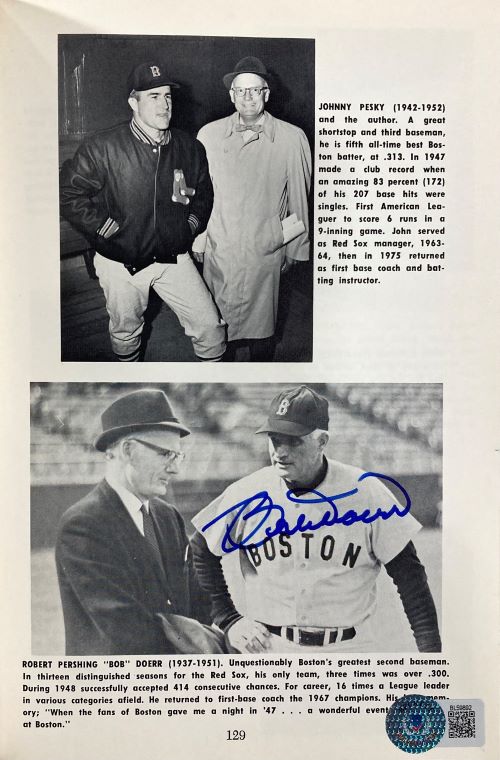 B
JOHNNY PESKY (1942-1952)
and the author. A great
shortstop and third baseman,
he is fifth all-time best Bos-
ton batter, at .313. In 1947
made a club record when
an amazing 83 percent (172)
of his 207 base hits were
singles. First American Lea-
guer to score 6 runs in a
9-inning game. John served
as Red Sox manager, 1963-
64, then in 1975 returned
as first base coach and bat-
ting instructor.
B
Bob Doerr
BOSTON
ROBERT PERSHING "BOB" DOERR (1937-1951). Unquestionably Boston's greatest second baseman.
In thirteen distinguished seasons for the Red Sox, his only team, three times was over .300.
During 1948 successfully accepted 414 consecutive chances. For career, 16 times a League leader
in various categories afield. He returned to first-base coach the 1967 champions. His
ory; "When the fans of Boston gave me a night in '47 . . . a wonderful event
at Boston."
129
BL59892